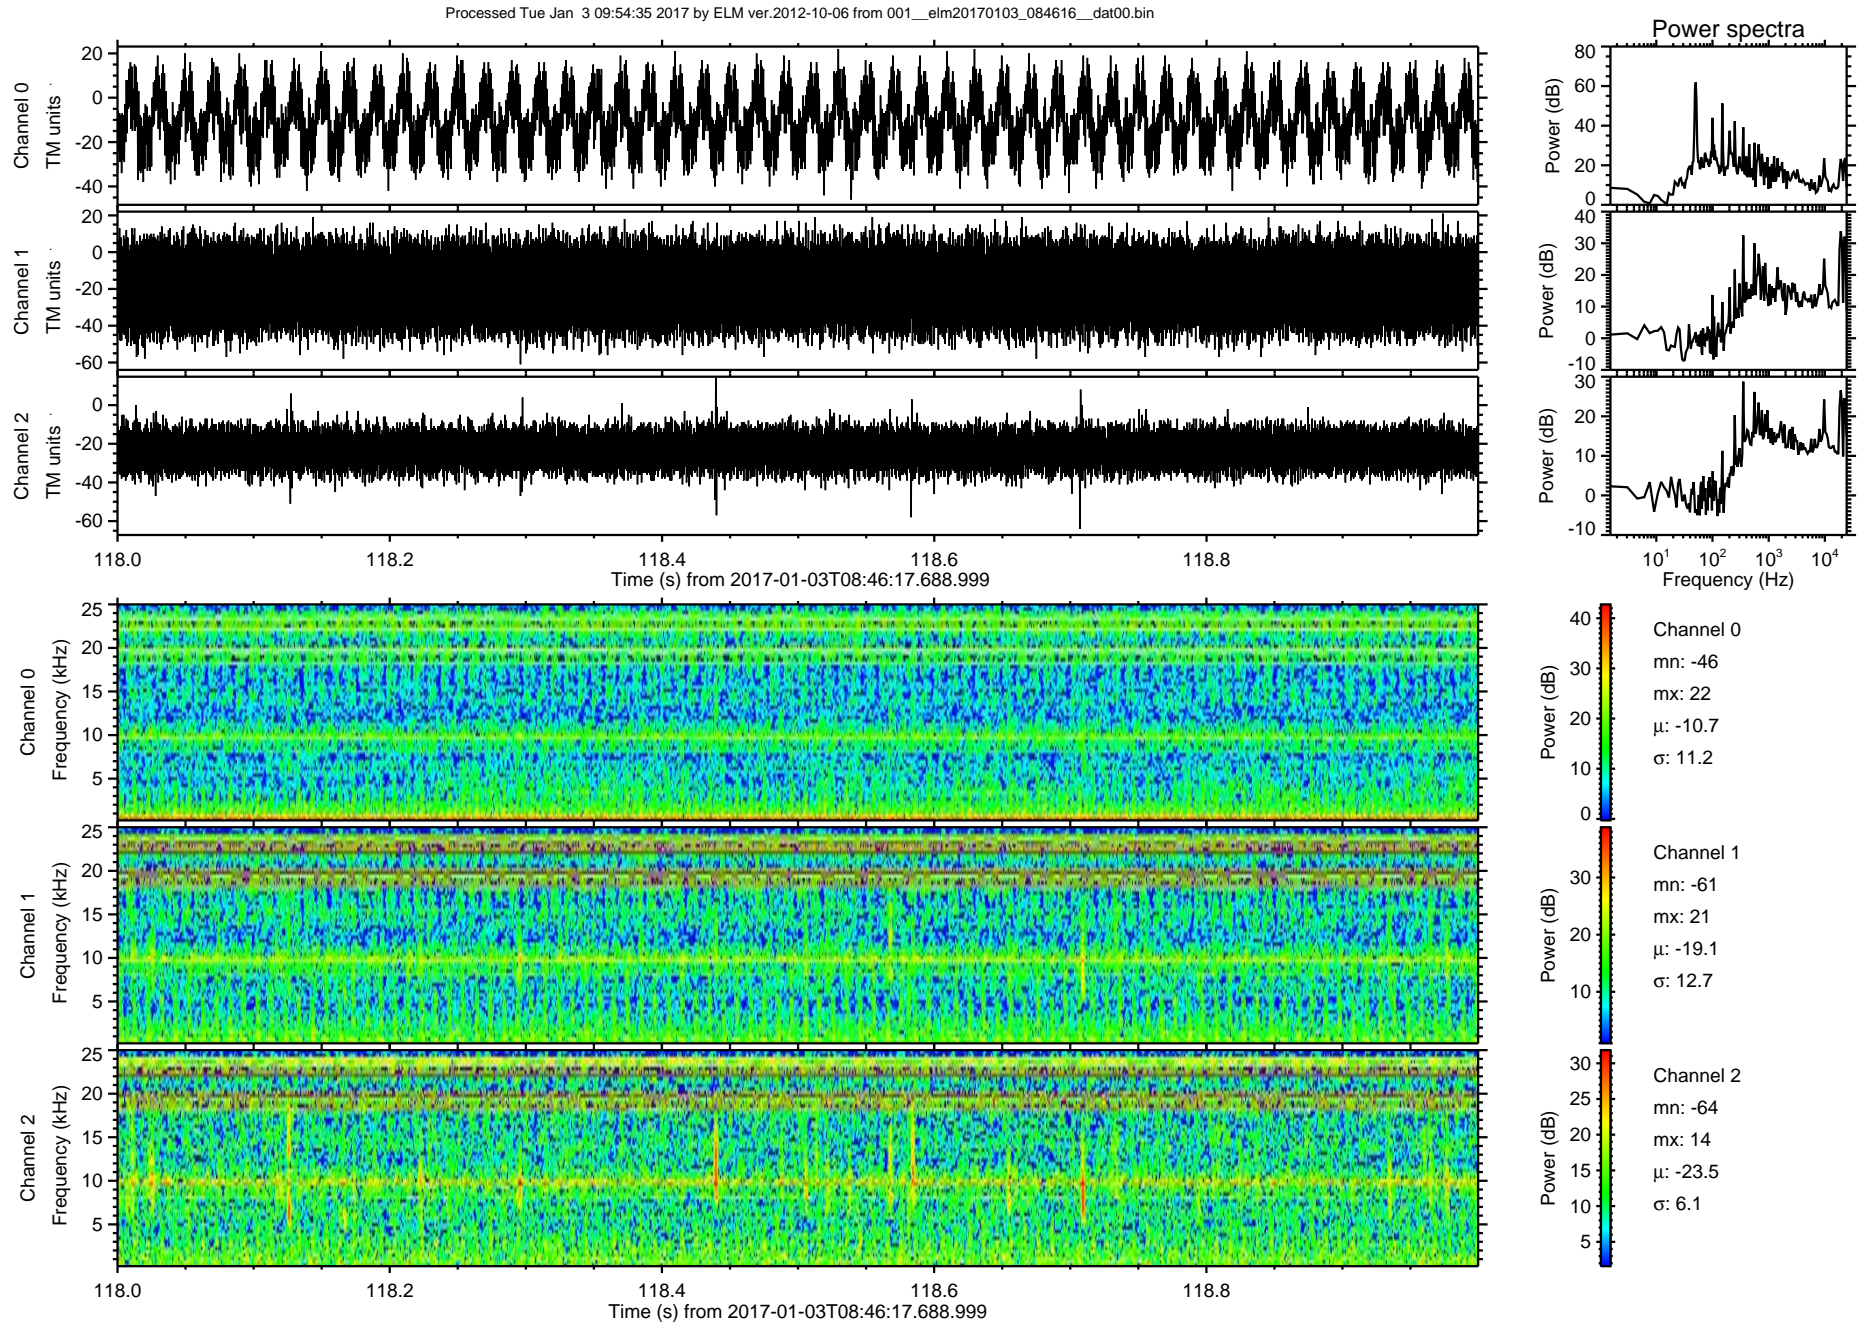 Processed Tue Jan 3 09:54:35 2017 by ELM ver.2012-10-06 from 001__elm20170103_084616__dat00.bin
Power spectra
Channel 0
TM units
20
0
-20
-40
Power (dB)
80
60
40
20
0
Channel 1
TM units
20
0
-20
-40
-60
Power (dB)
40
30
20
10
0
-10
Channel 2
TM units
0
-20
-40
-60
Power (dB)
30
20
10
0
-10
118.0 118.2 118.4 118.6 118.8
Time (s) from 2017-01-03T08:46:17.688.999
10¹ 10² 10³ 10⁴
Frequency (Hz)
Channel 0
Frequency (kHz)
25
20
15
10
5
Power (dB)
40
30
20
10
0
Channel 0
mn: -46
mx: 22
µ: -10.7
σ: 11.2
Channel 1
Frequency (kHz)
25
20
15
10
5
Power (dB)
30
20
10
Channel 1
mn: -61
mx: 21
µ: -19.1
σ: 12.7
Channel 2
Frequency (kHz)
25
20
15
10
5
Power (dB)
30
25
20
15
10
5
Channel 2
mn: -64
mx: 14
µ: -23.5
σ: 6.1
118.0 118.2 118.4 118.6 118.8
Time (s) from 2017-01-03T08:46:17.688.999